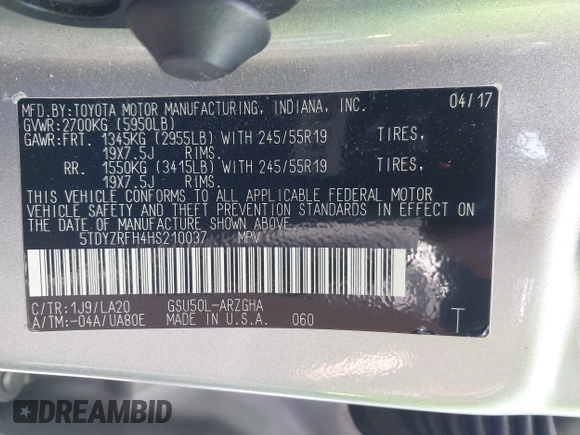 MFD.BY:TOYOTA MOTOR MANUFACTURING, INDIANA, INC. 04/17
GVWR:2700KG (5950LB)
GAWR:FRT. 1345KG (2955LB) WITH 245/55R19 TIRES,
19X7.5J RIMS.
RR. 1550KG (3415LB) WITH 245/55R19 TIRES,
19X7.5J RIMS.
THIS VEHICLE CONFORMS TO ALL APPLICABLE FEDERAL MOTOR
VEHICLE SAFETY AND THEFT PREVENTION STANDARDS IN EFFECT ON
THE DATE OF MANUFACTURE SHOWN ABOVE.
5TDYZRFH4HS210037 MPV
C/TR:1J9/LA20 GSU50L-ARZGHA
A/TM:-04A/UA80E MADE IN U.S.A. 060 T
DREAMBID